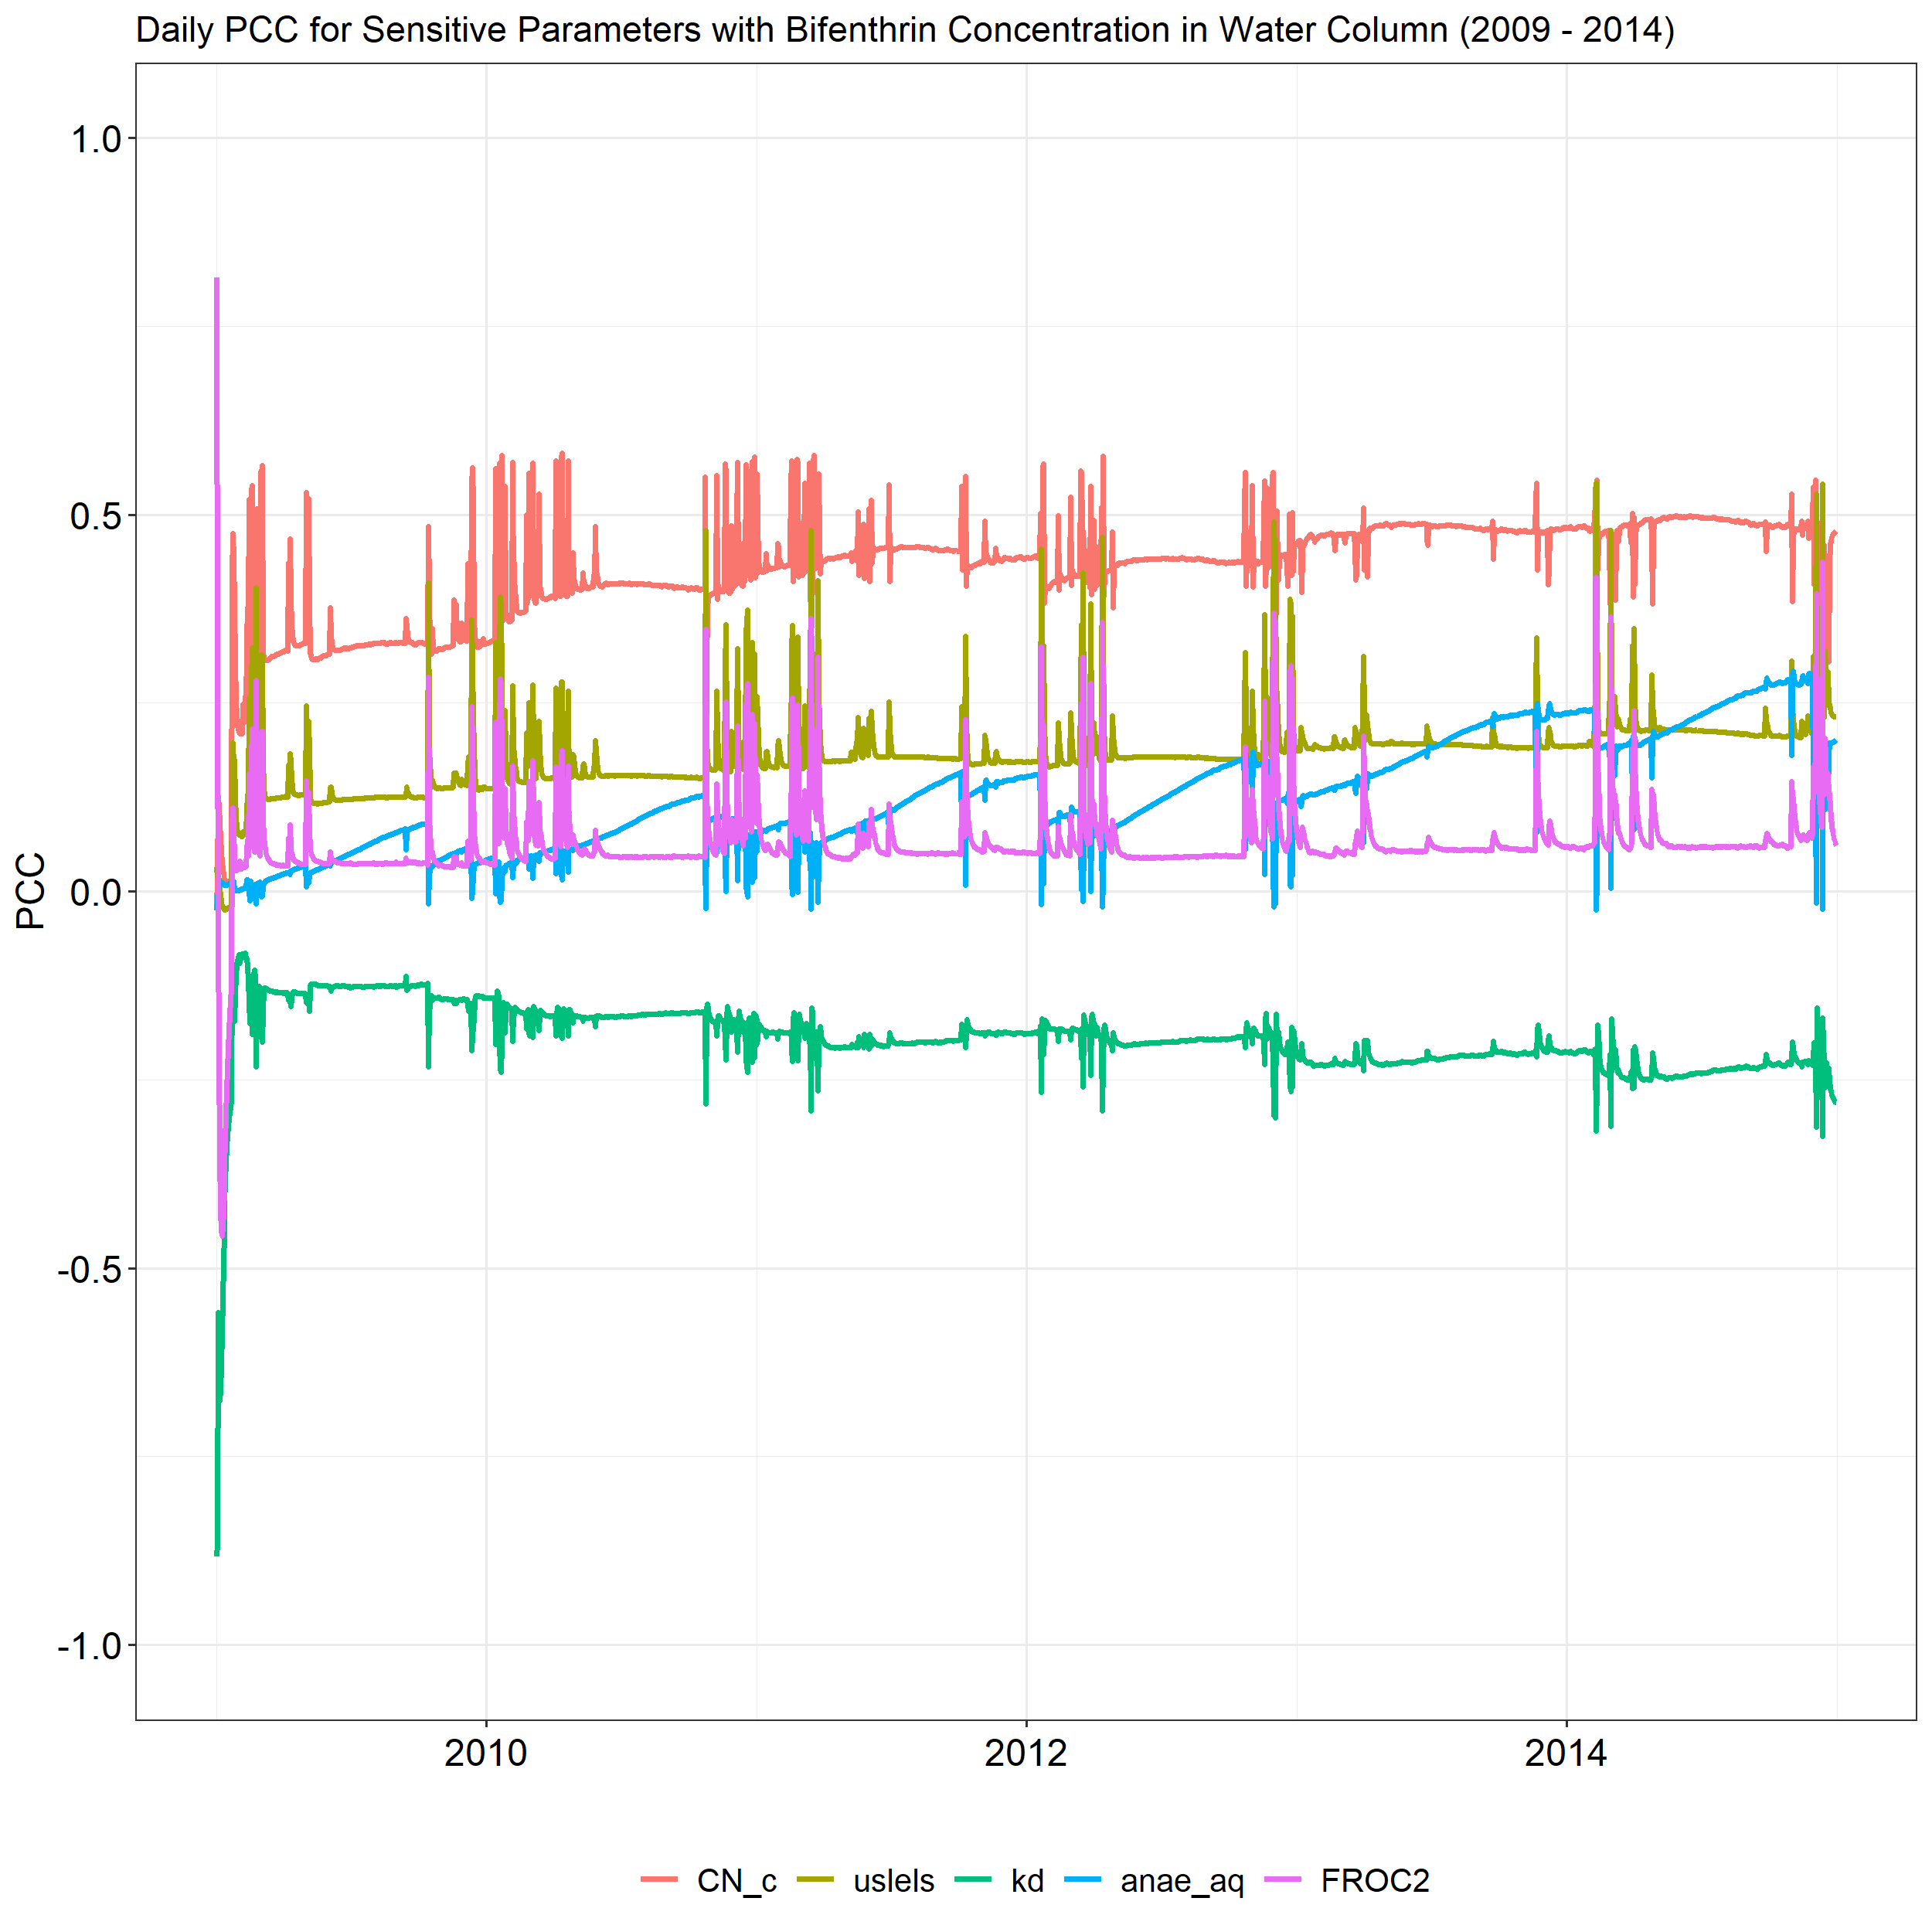 Daily PCC for Sensitive Parameters with Bifenthrin Concentration in Water Column (2009 - 2014)
1.0
0.5
0.0
-0.5
-1.0
PCC
2010 2012 2014
CN_c uslels kd anae_aq FROC2